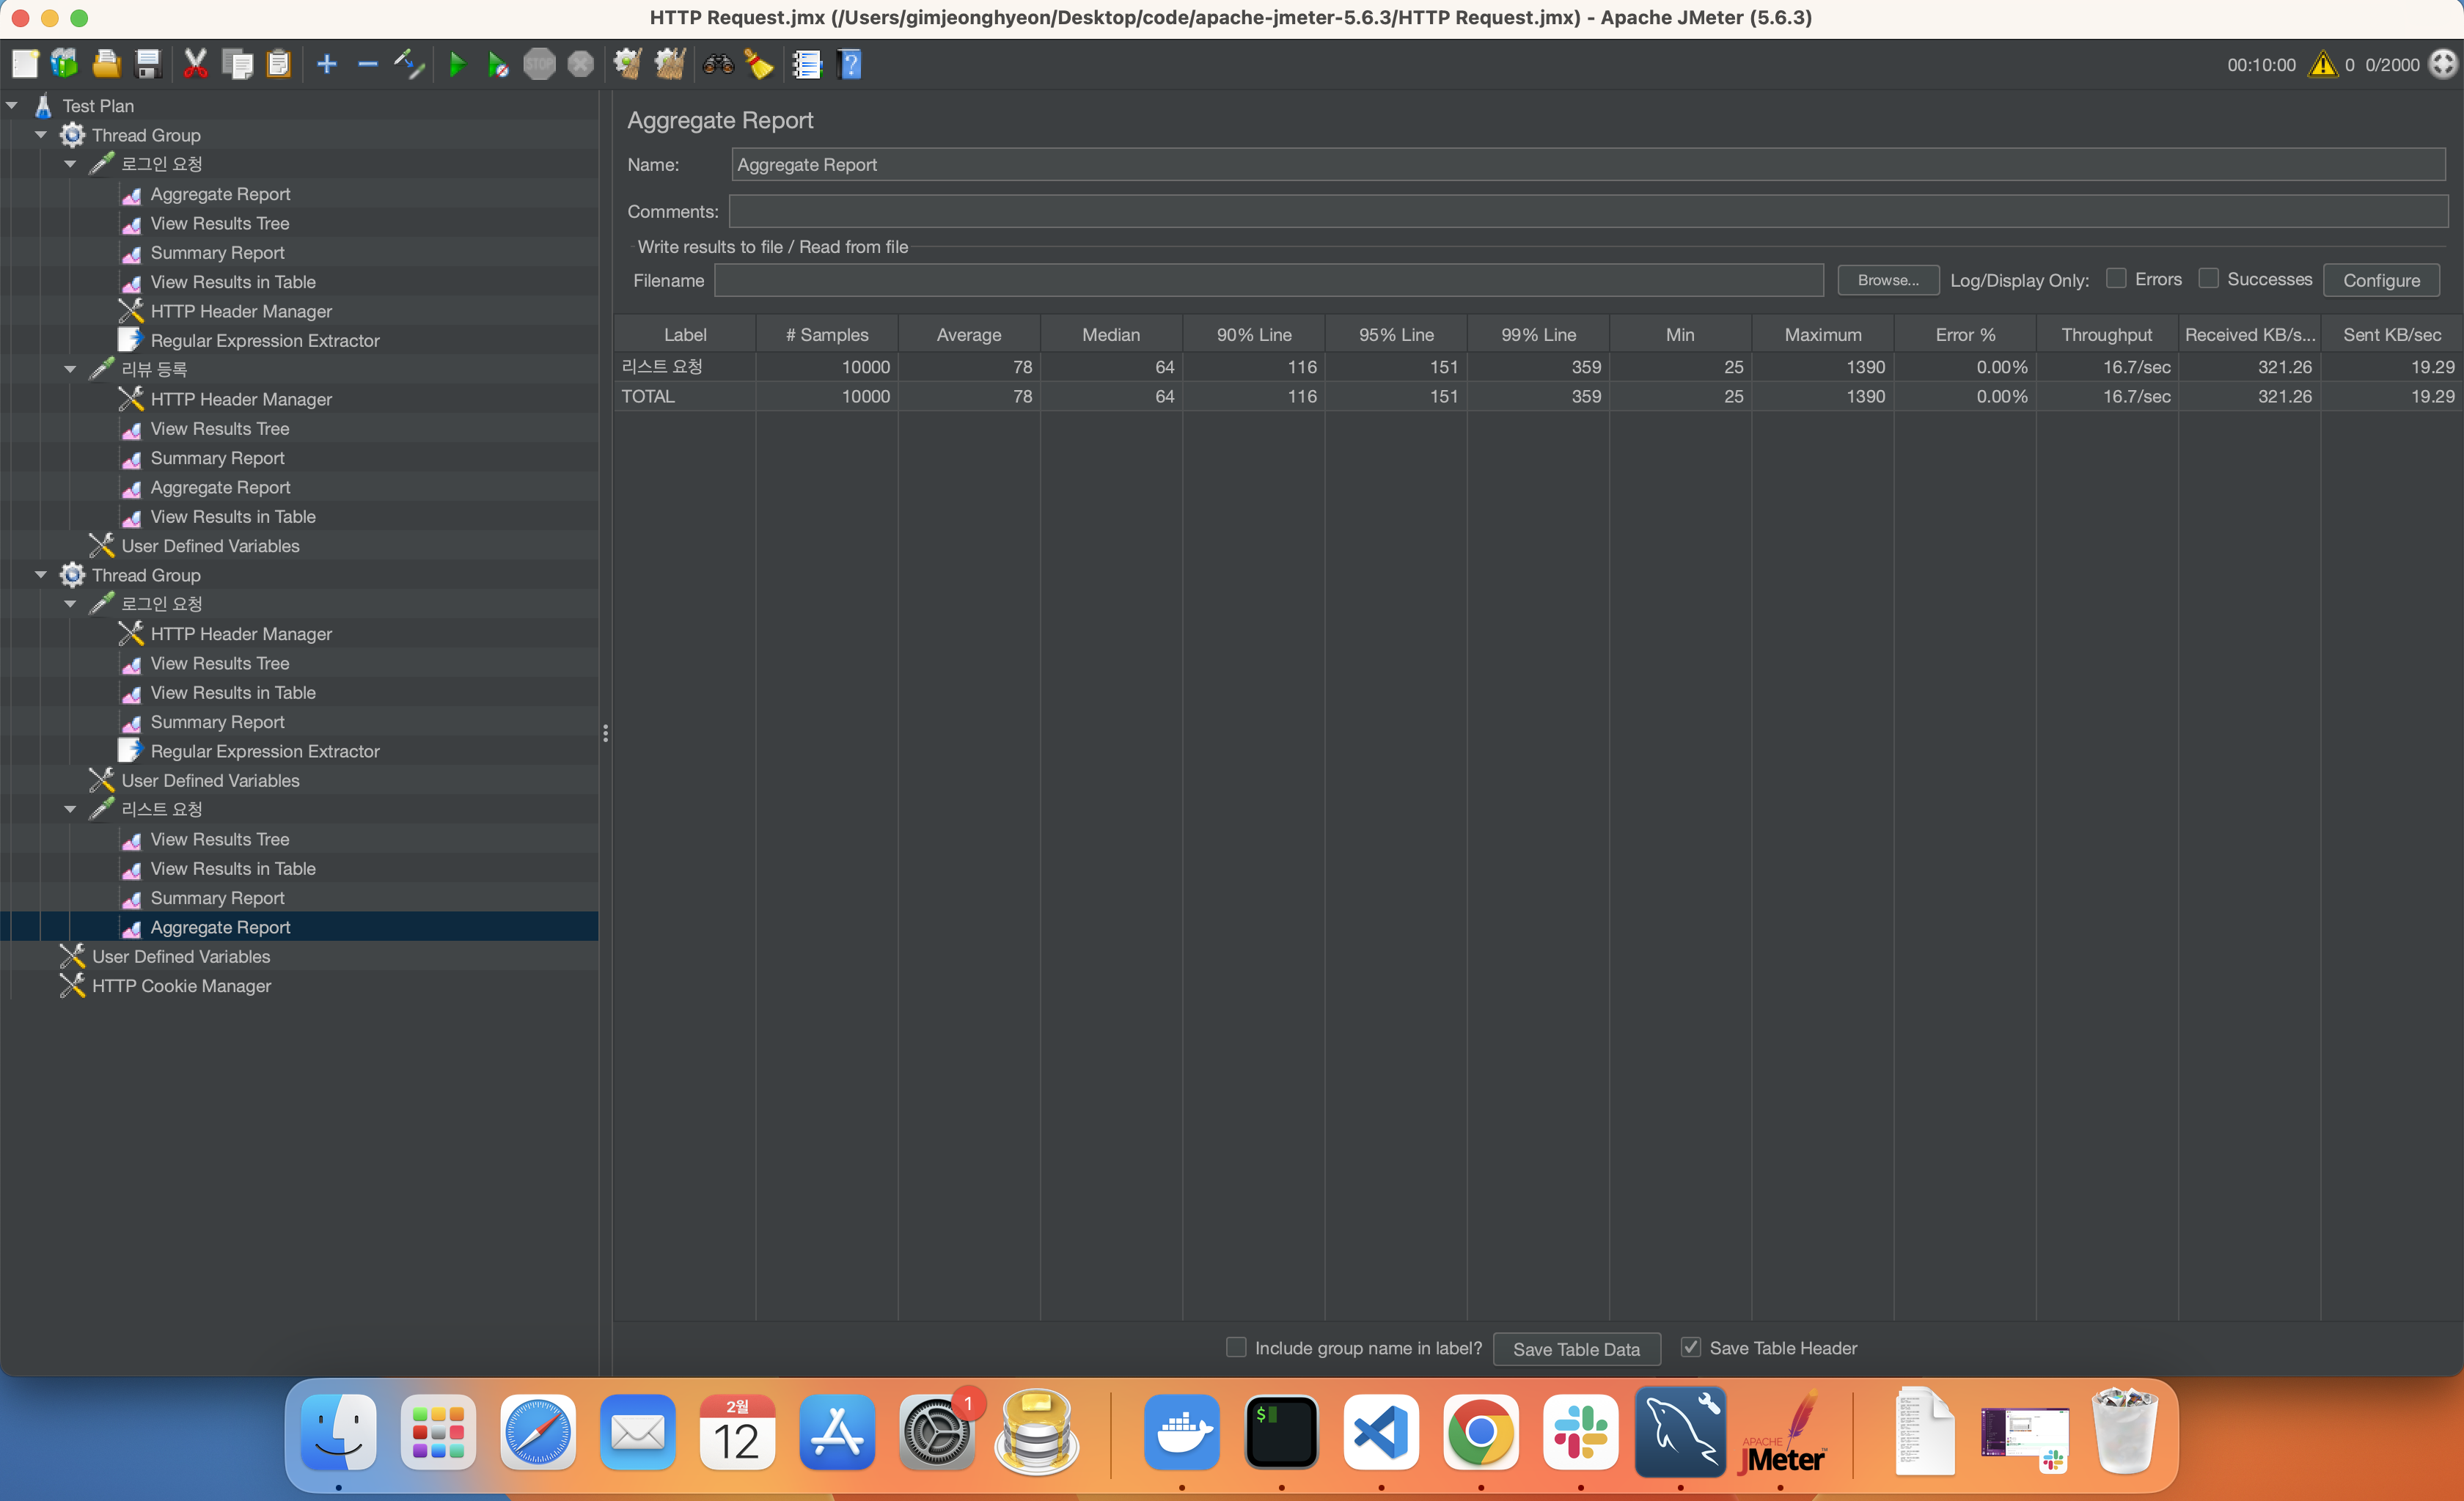 HTTP Request.jmx (/Users/gimjeonghyeon/Desktop/code/apache-jmeter-5.6.3/HTTP Request.jmx) - Apache JMeter (5.6.3)
STOP
?
00:10:00 0 0/2000
Test Plan
Thread Group
로그인 요청
Aggregate Report
View Results Tree
Summary Report
View Results in Table
HTTP Header Manager
Regular Expression Extractor
리뷰 등록
HTTP Header Manager
View Results Tree
Summary Report
Aggregate Report
View Results in Table
User Defined Variables
Thread Group
로그인 요청
HTTP Header Manager
View Results Tree
View Results in Table
Summary Report
Regular Expression Extractor
User Defined Variables
리스트 요청
View Results Tree
View Results in Table
Summary Report
Aggregate Report
User Defined Variables
HTTP Cookie Manager
Aggregate Report
Name: Aggregate Report
Comments:
Write results to file / Read from file
Filename Browse... Log/Display Only: Errors Successes Configure
Label # Samples Average Median 90% Line 95% Line 99% Line Min Maximum Error % Throughput Received KB/s... Sent KB/sec
리스트 요청 10000 78 64 116 151 359 25 1390 0.00% 16.7/sec 321.26 19.29
TOTAL 10000 78 64 116 151 359 25 1390 0.00% 16.7/sec 321.26 19.29
Include group name in label? Save Table Data Save Table Header
2월
12
1
$
APACHE
JMeter™